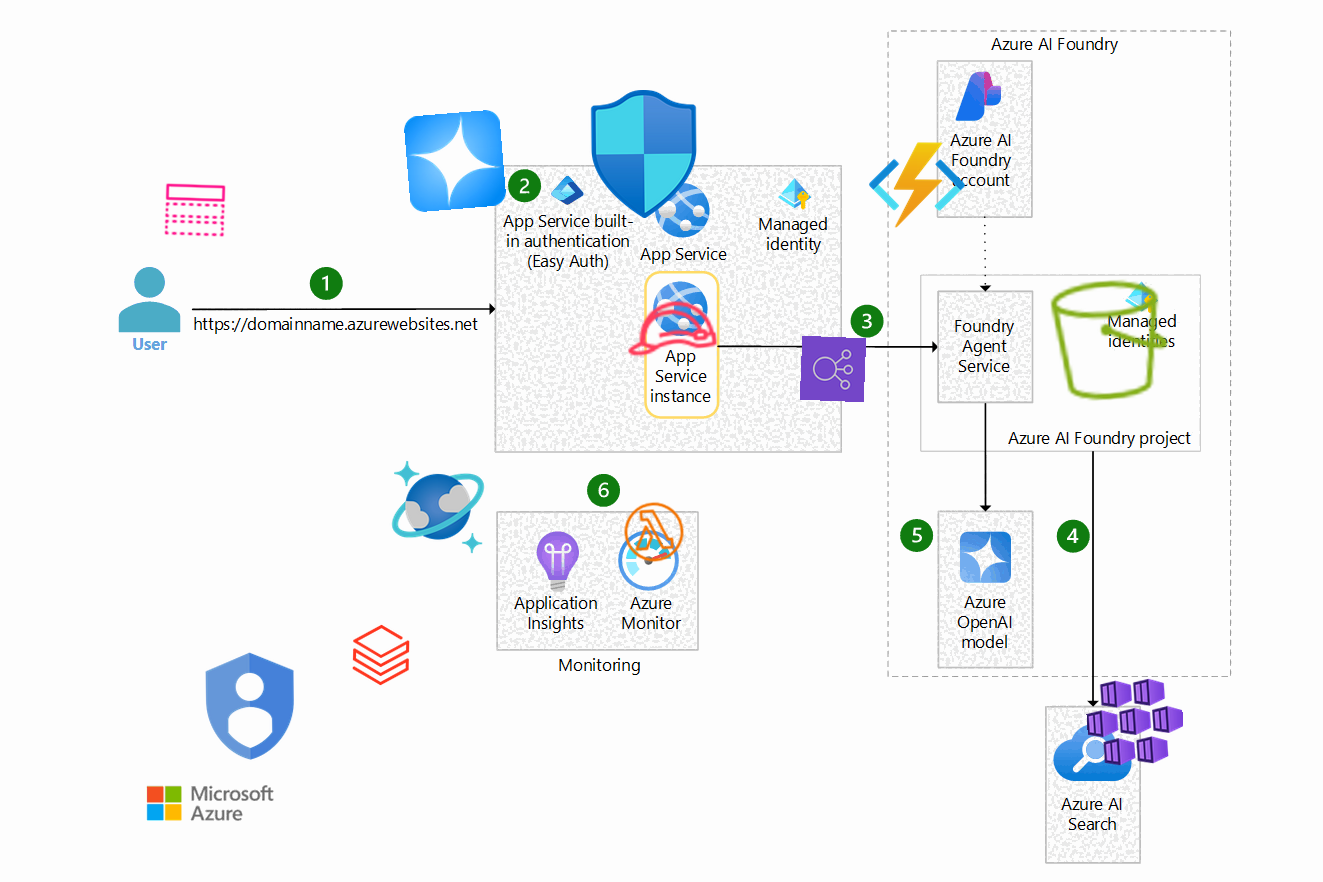 Azure AI Foundry
Azure AI
Foundry
account
2
App Service built-
in authentication
(Easy Auth)
App Service
Managed
identity
1
https://domainname.azurewebsites.net
User
App
Service
instance
3
Foundry
Agent
Service
Managed
identities
Azure AI Foundry project
6
Application
Insights
Azure
Monitor
Monitoring
5
4
Azure
OpenAI
model
Azure AI
Search
Microsoft
Azure